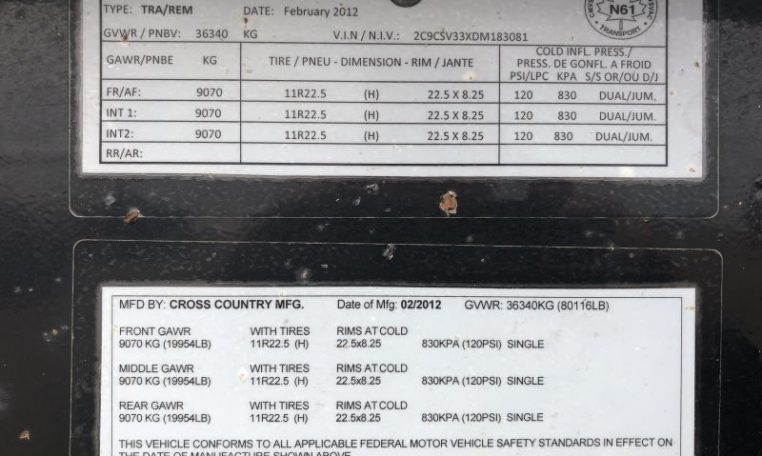 TYPE: TRA/REM DATE: February 2012
GVWR / PNBV: 36340 KG V.I.N / N.I.V.: 2C9CSV33XDM183081
N61
TRANSPORT
GAWR/PNBE KG TIRE / PNEU - DIMENSION - RIM / JANTE COLD INFL. PRESS./
PRESS. DE GONFL. A FROID
PSI/LPC KPA S/S OR/OU D/J
FR/AF: 9070 11R22.5 (H) 22.5 X 8.25 120 830 DUAL/JUM.
INT 1: 9070 11R22.5 (H) 22.5 X 8.25 120 830 DUAL/JUM.
INT2: 9070 11R22.5 (H) 22.5 X 8.25 120 830 DUAL/JUM.
RR/AR:
MFD BY: CROSS COUNTRY MFG. Date of Mfg: 02/2012 GVWR: 36340KG (80116LB)
FRONT GAWR WITH TIRES RIMS AT COLD
9070 KG (19954LB) 11R22.5 (H) 22.5x8.25 830KPA (120PSI) SINGLE
MIDDLE GAWR WITH TIRES RIMS AT COLD
9070 KG (19954LB) 11R22.5 (H) 22.5x8.25 830KPA (120PSI) SINGLE
REAR GAWR WITH TIRES RIMS AT COLD
9070 KG (19954LB) 11R22.5 (H) 22.5x8.25 830KPA (120PSI) SINGLE
THIS VEHICLE CONFORMS TO ALL APPLICABLE FEDERAL MOTOR VEHICLE SAFETY STANDARDS IN EFFECT ON
THE DATE OF MANUFACTURE SHOWN ABOVE